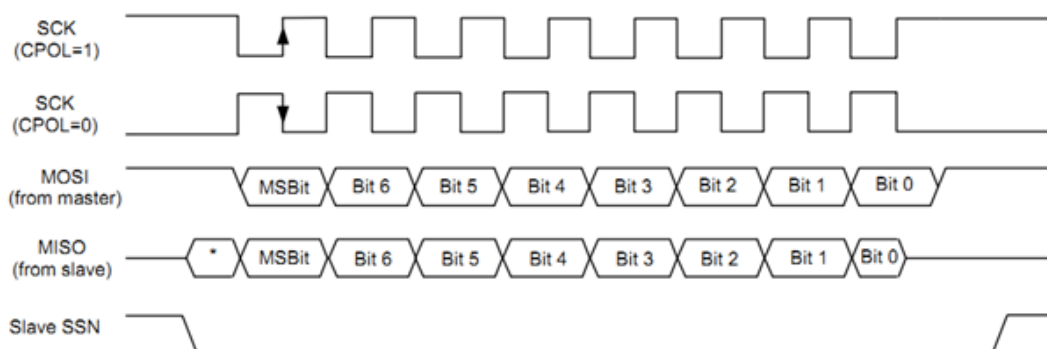 SCK
(CPOL=1)
SCK
(CPOL=0)
MOSI
(from master)
MSBit Bit 6 Bit 5 Bit 4 Bit 3 Bit 2 Bit 1 Bit 0
MISO
(from slave)
* MSBit Bit 6 Bit 5 Bit 4 Bit 3 Bit 2 Bit 1 Bit 0
Slave SSN